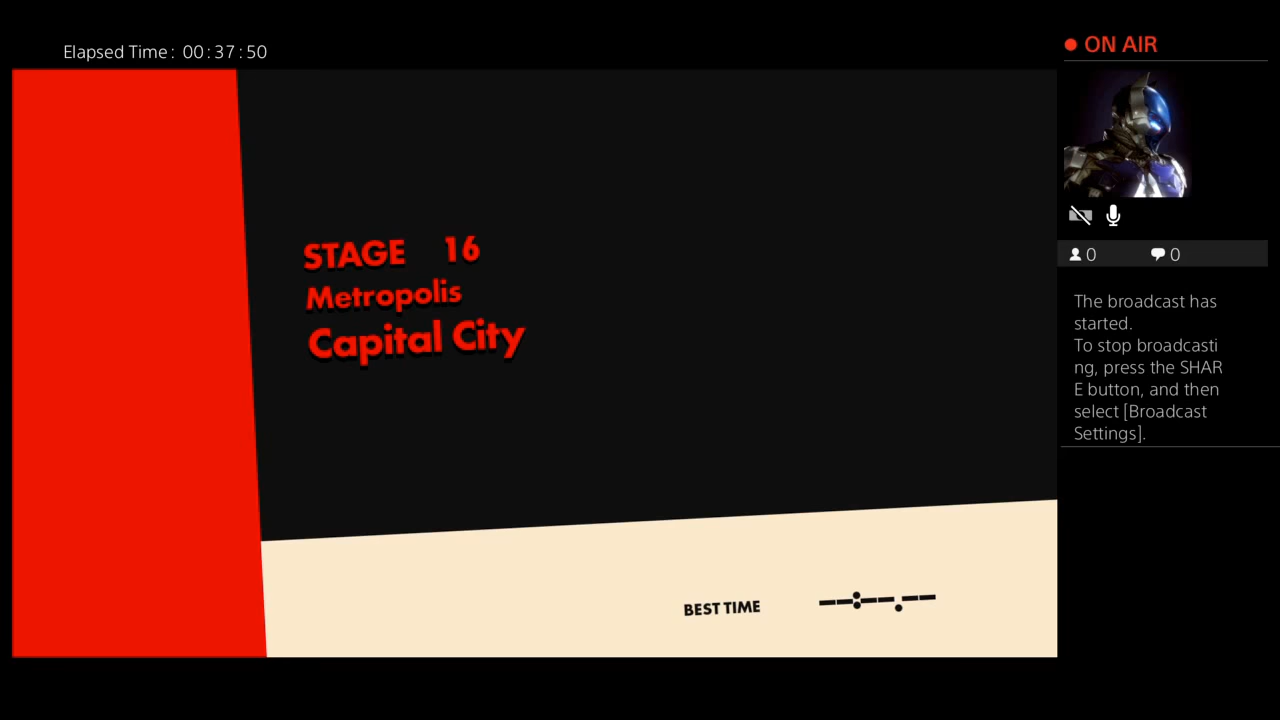 Elapsed Time: 00:37:50
ON AIR
STAGE 16
Metropolis
Capital City
0 0
The broadcast has
started.
To stop broadcasti
ng, press the SHAR
E button, and then
select [Broadcast
Settings].
BEST TIME --:--.--